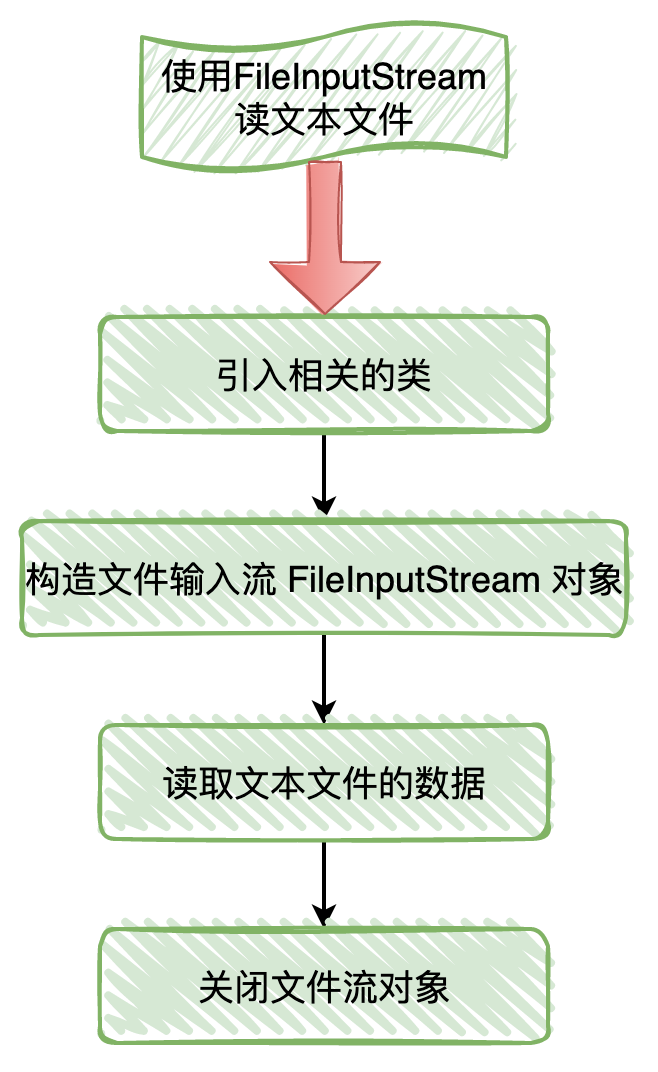 使用FileInputStream
读文本文件
引入相关的类
构造文件输入流 FileInputStream 对象
读取文本文件的数据
关闭文件流对象